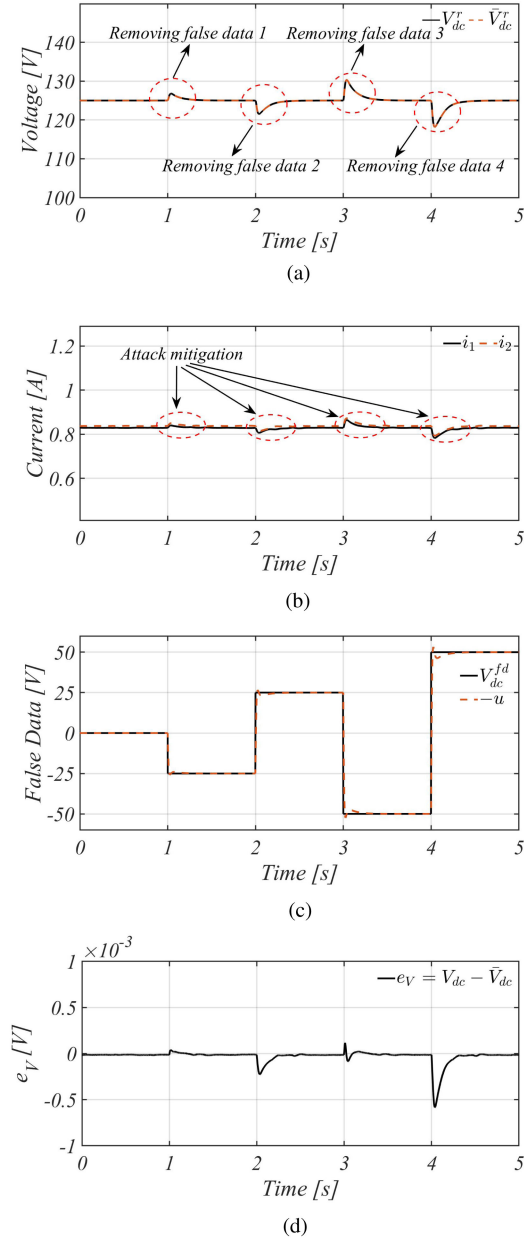 V^r_dc V̄^r_dc
Removing false data 1
Removing false data 3
Removing false data 2
Removing false data 4
Voltage [V]
140
120
100
0 1 2 3 4 5
Time [s]
(a)
i_1 i_2
Attack mitigation
Current [A]
1.2
1
0.8
0.6
0 1 2 3 4 5
Time [s]
(b)
V^fd_dc
-u
False Data [V]
50
25
0
-25
-50
0 1 2 3 4 5
Time [s]
(c)
×10^-3
e_V = V_dc − V̄_dc
e_V [V]
1
0.5
0
-0.5
-1
0 1 2 3 4 5
Time [s]
(d)